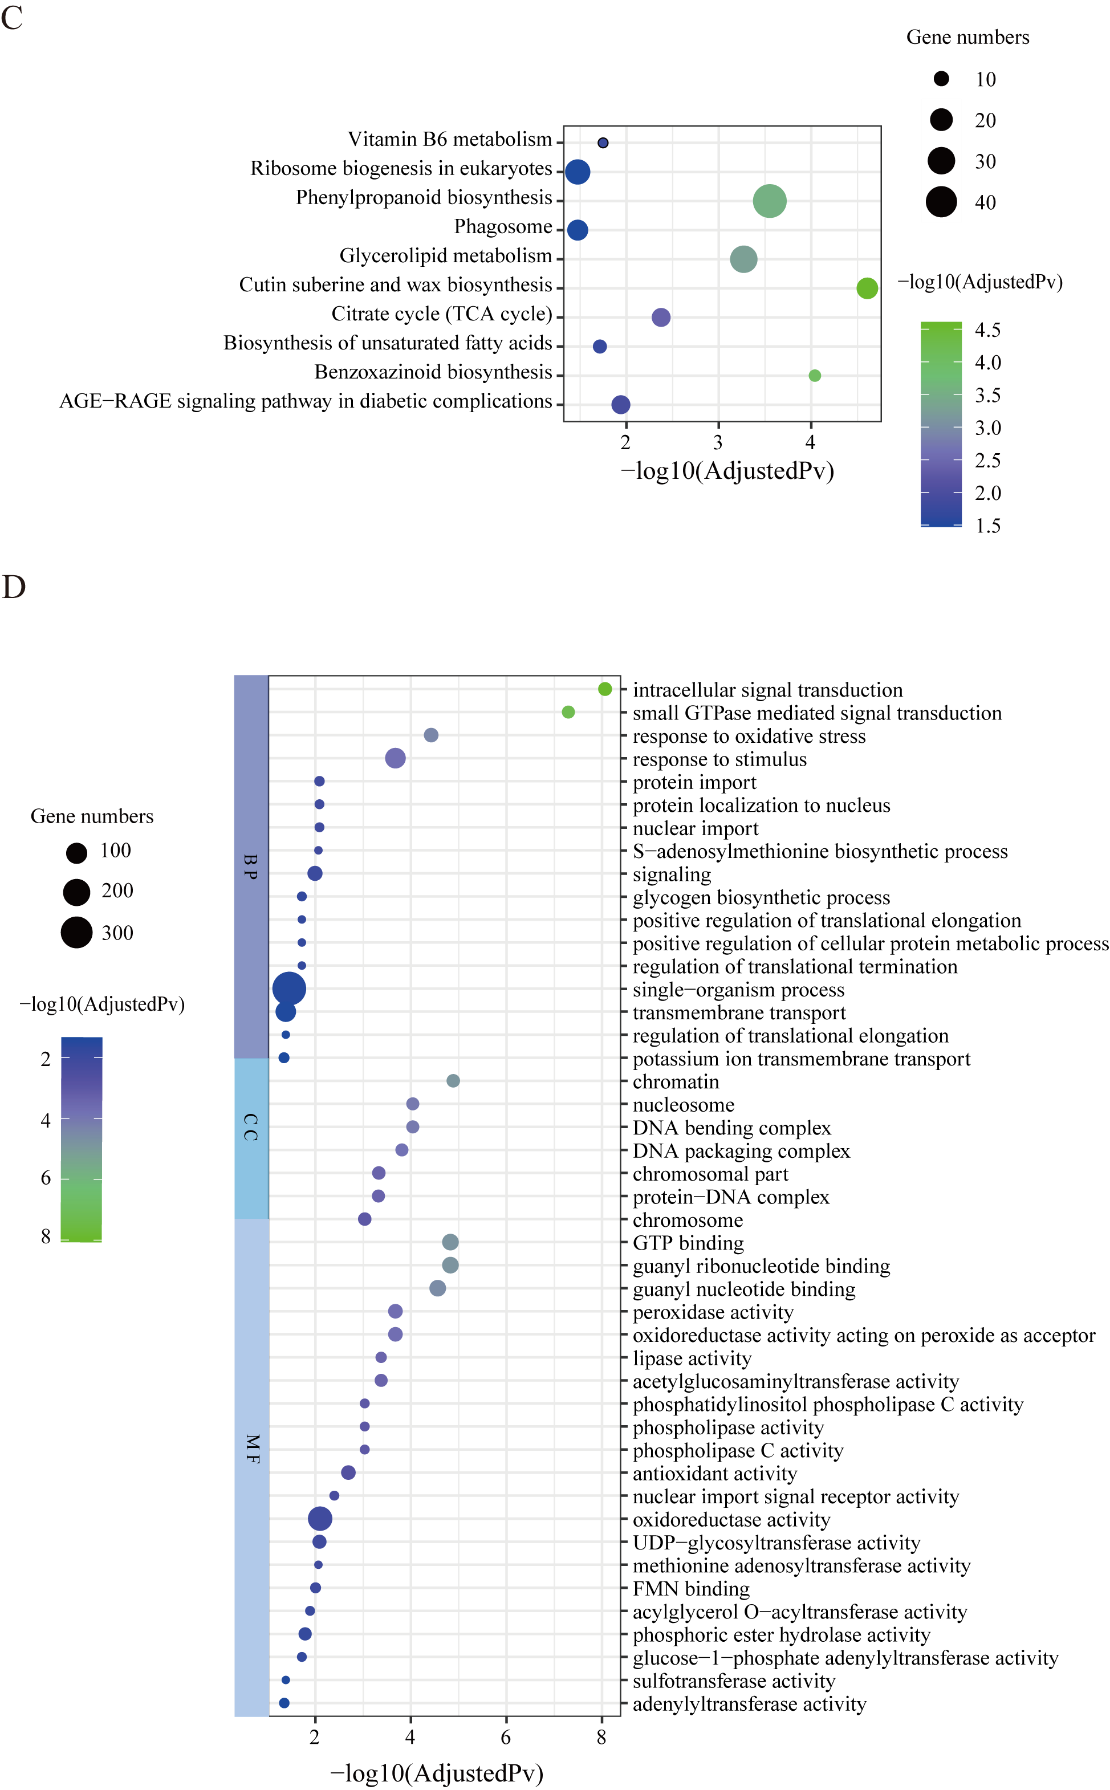 C
Gene numbers
10
20
30
40
Vitamin B6 metabolism
Ribosome biogenesis in eukaryotes
Phenylpropanoid biosynthesis
Phagosome
Glycerolipid metabolism
Cutin suberine and wax biosynthesis
Citrate cycle (TCA cycle)
Biosynthesis of unsaturated fatty acids
Benzoxazinoid biosynthesis
AGE−RAGE signaling pathway in diabetic complications
2 3 4
−log10(AdjustedPv)
−log10(AdjustedPv)
4.5
4.0
3.5
3.0
2.5
2.0
1.5
D
Gene numbers
100
200
300
−log10(AdjustedPv)
2
4
6
8
BP
CC
MF
intracellular signal transduction
small GTPase mediated signal transduction
response to oxidative stress
response to stimulus
protein import
protein localization to nucleus
nuclear import
S−adenosylmethionine biosynthetic process
signaling
glycogen biosynthetic process
positive regulation of translational elongation
positive regulation of cellular protein metabolic process
regulation of translational termination
single−organism process
transmembrane transport
regulation of translational elongation
potassium ion transmembrane transport
chromatin
nucleosome
DNA bending complex
DNA packaging complex
chromosomal part
protein−DNA complex
chromosome
GTP binding
guanyl ribonucleotide binding
guanyl nucleotide binding
peroxidase activity
oxidoreductase activity acting on peroxide as acceptor
lipase activity
acetylglucosaminyltransferase activity
phosphatidylinositol phospholipase C activity
phospholipase activity
phospholipase C activity
antioxidant activity
nuclear import signal receptor activity
oxidoreductase activity
UDP−glycosyltransferase activity
methionine adenosyltransferase activity
FMN binding
acylglycerol O−acyltransferase activity
phosphoric ester hydrolase activity
glucose−1−phosphate adenylyltransferase activity
sulfotransferase activity
adenylyltransferase activity
2 4 6 8
−log10(AdjustedPv)